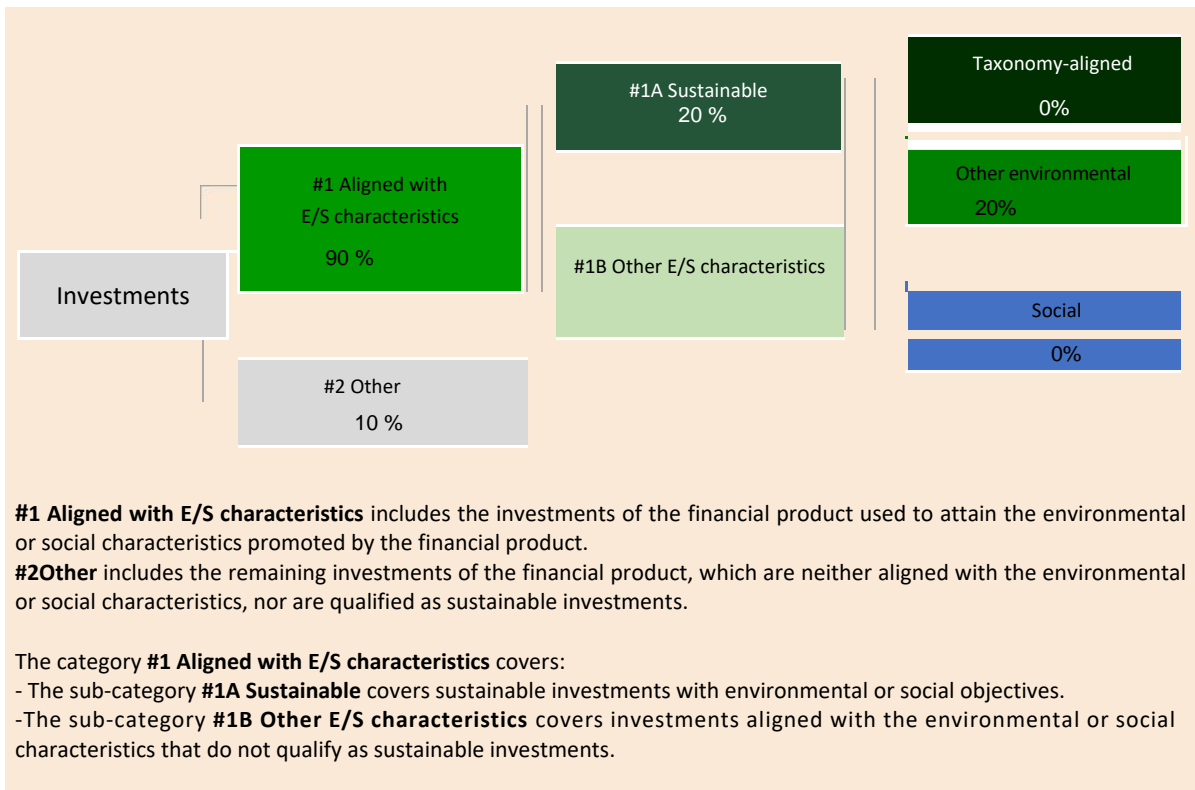 Investments
#1 Aligned with
E/S characteristics
90 %
#2 Other
10 %
#1A Sustainable
20 %
#1B Other E/S characteristics
Taxonomy-aligned
0%
Other environmental
20%
Social
0%
#1 Aligned with E/S characteristics includes the investments of the financial product used to attain the environmental
or social characteristics promoted by the financial product.
#2Other includes the remaining investments of the financial product, which are neither aligned with the environmental
or social characteristics, nor are qualified as sustainable investments.
The category #1 Aligned with E/S characteristics covers:
- The sub-category #1A Sustainable covers sustainable investments with environmental or social objectives.
-The sub-category #1B Other E/S characteristics covers investments aligned with the environmental or social
characteristics that do not qualify as sustainable investments.